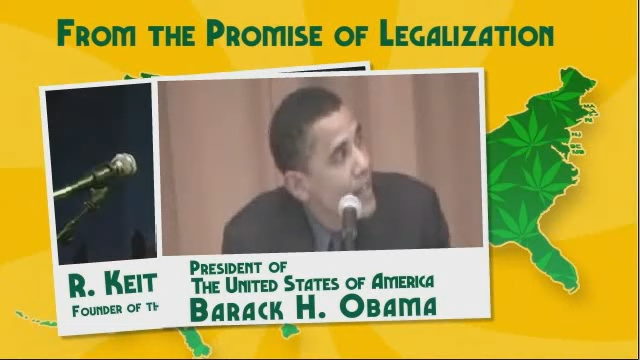 From the Promise of Legalization
R. Keit
Founder of th
President of
The United States of America
Barack H. Obama